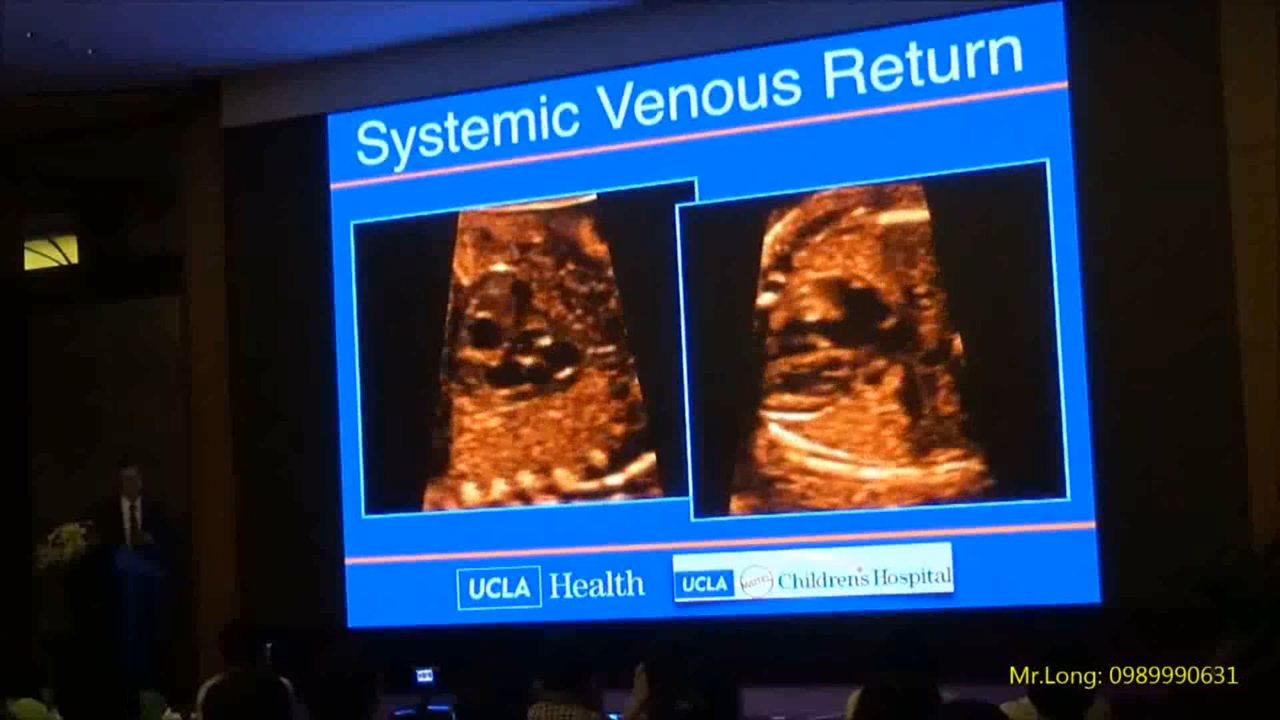 Systemic Venous Return
UCLA Health
UCLA Children's Hospital
Mr.Long: 0989990631